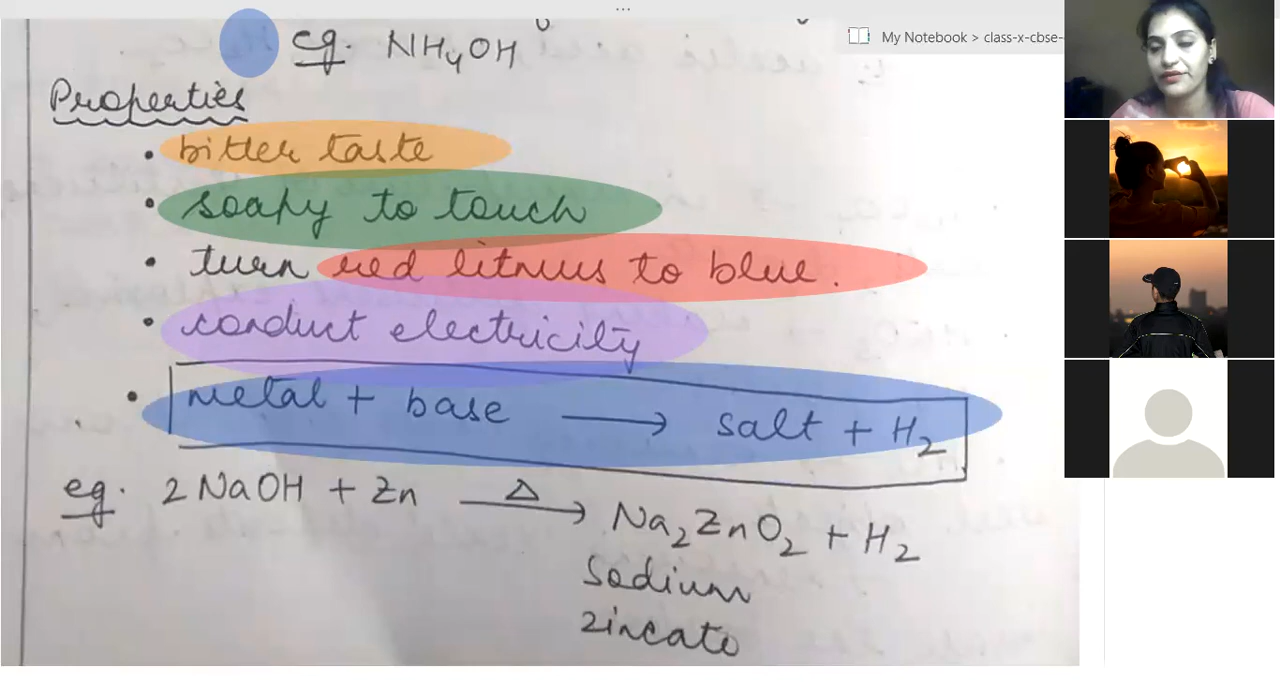 ...
eg. NH4OH
My Notebook > class-x-cbse-
Properties
• bitter taste
• soapy to touch
• turn red litmus to blue.
• conduct electricity
• metal + base → salt + H2
eg. 2NaOH + Zn —Δ→ Na2ZnO2 + H2
Sodium
zincate